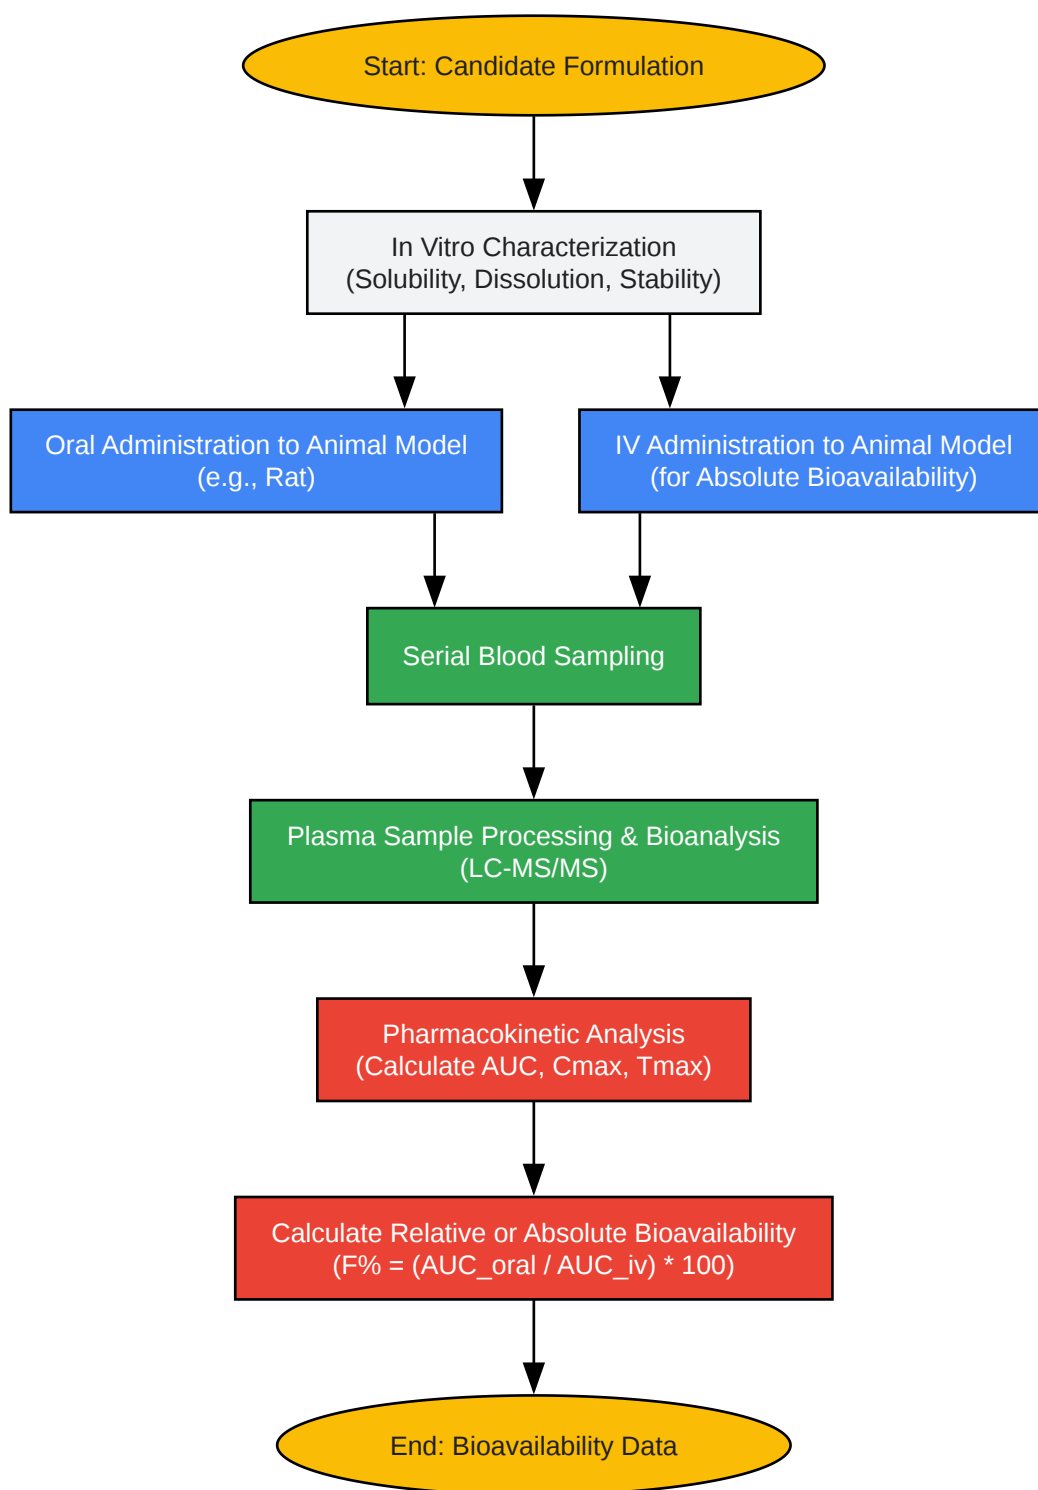 Start: Candidate Formulation
In Vitro Characterization
(Solubility, Dissolution, Stability)
Oral Administration to Animal Model
(e.g., Rat)
IV Administration to Animal Model
(for Absolute Bioavailability)
Serial Blood Sampling
Plasma Sample Processing & Bioanalysis
(LC-MS/MS)
Pharmacokinetic Analysis
(Calculate AUC, Cmax, Tmax)
Calculate Relative or Absolute Bioavailability
(F% = (AUC_oral / AUC_iv) * 100)
End: Bioavailability Data